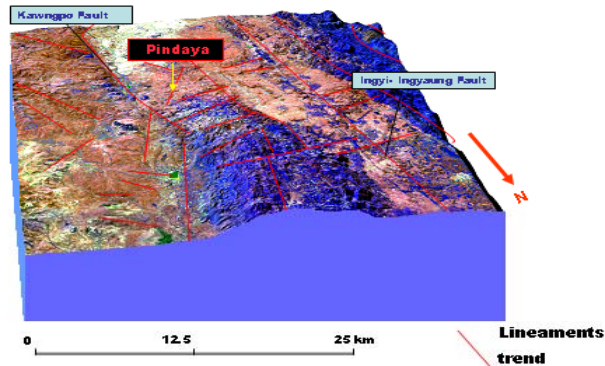 Kawngpo Fault
Pindaya
Ingyi- Ingyaung Fault
N
0 12.5 25 km
Lineaments
trend